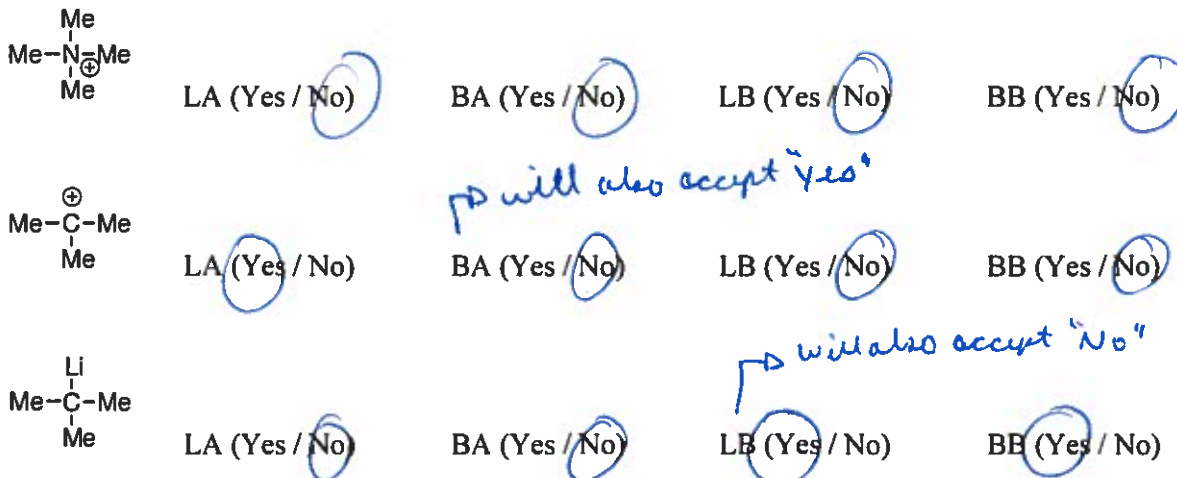 Me
Me-N-Me
⊕
Me
LA (Yes / No) BA (Yes / No) LB (Yes / No) BB (Yes / No)
will also accept "Yes"
⊕
Me-C-Me
Me
LA (Yes / No) BA (Yes / No) LB (Yes / No) BB (Yes / No)
will also accept "No"
Li
Me-C-Me
Me
LA (Yes / No) BA (Yes / No) LB (Yes / No) BB (Yes / No)